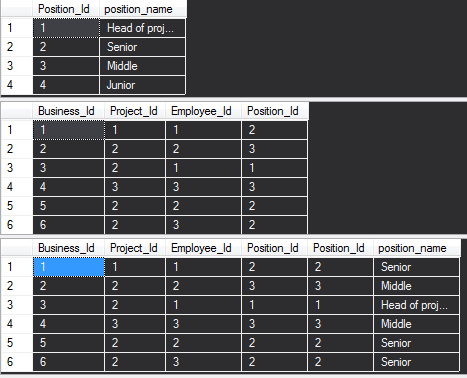 Position_Id position_name
1 1 Head of proj...
2 2 Senior
3 3 Middle
4 4 Junior
Business_Id Project_Id Employee_Id Position_Id
1 1 1 1 2
2 2 2 2 3
3 3 2 1 1
4 4 3 3 3
5 5 2 2 2
6 6 2 3 2
Business_Id Project_Id Employee_Id Position_Id Position_Id position_name
1 1 1 1 2 2 Senior
2 2 2 2 3 3 Middle
3 3 2 1 1 1 Head of proj...
4 4 3 3 3 3 Middle
5 5 2 2 2 2 Senior
6 6 2 3 2 2 Senior